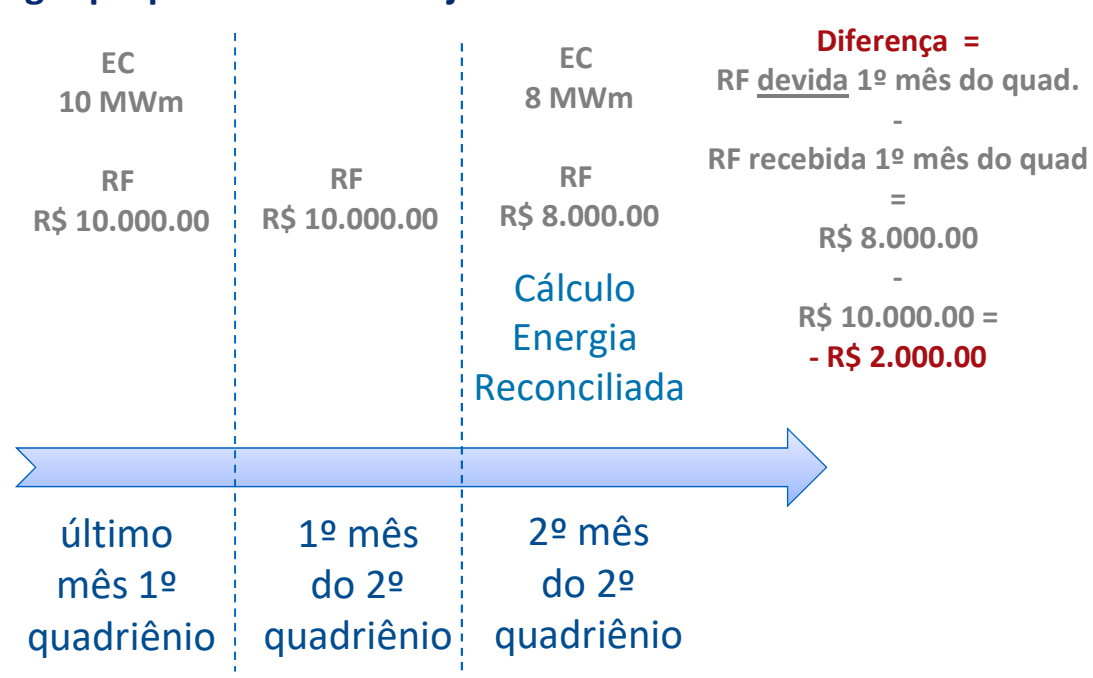 EC
10 MWm
RF
R$ 10.000.00
RF
R$ 10.000.00
EC
8 MWm
RF
R$ 8.000.00
Cálculo
Energia
Reconciliada
Diferença =
RF devida 1º mês do quad.
-
RF recebida 1º mês do quad
=
R$ 8.000.00
-
R$ 10.000.00 =
- R$ 2.000.00
último
mês 1º
quadriênio
1º mês
do 2º
quadriênio
2º mês
do 2º
quadriênio